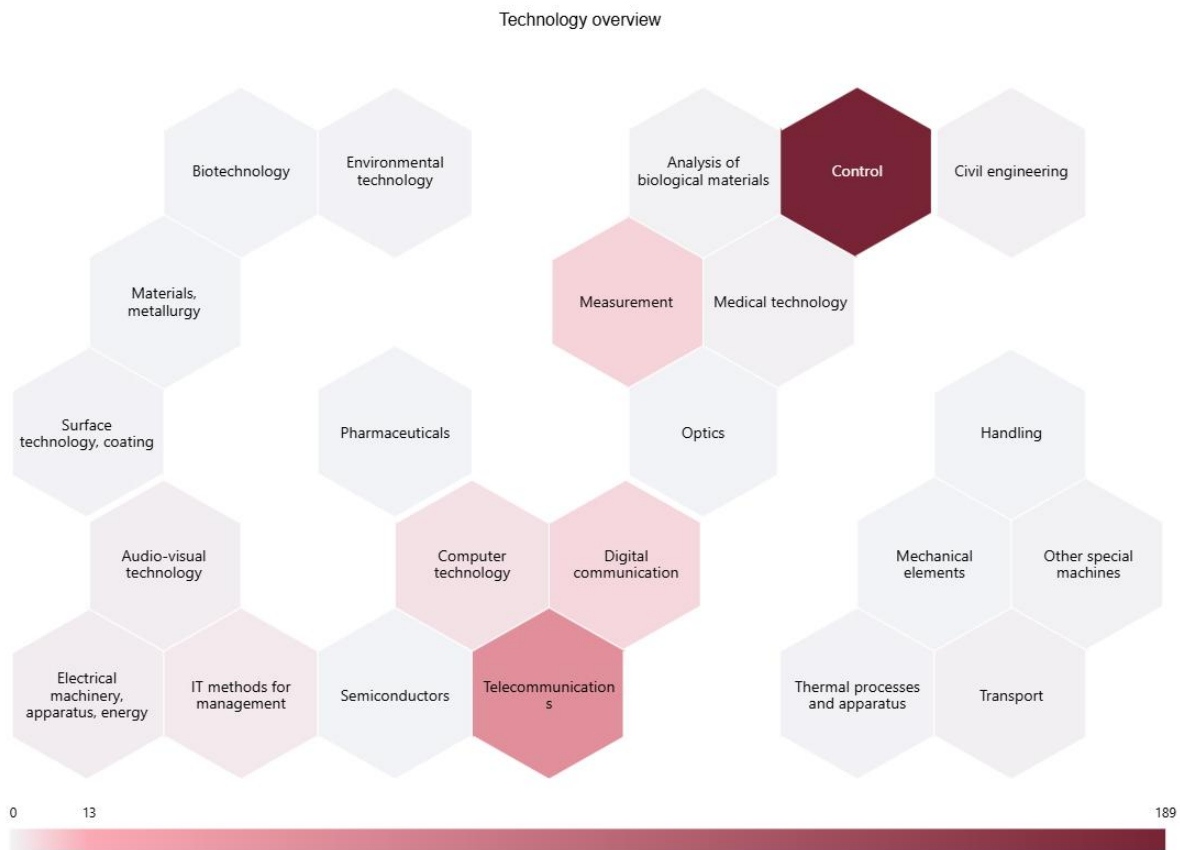 Technology overview
Biotechnology
Environmental
technology
Analysis of
biological materials
Control
Civil engineering
Materials,
metallurgy
Measurement
Medical technology
Surface
technology, coating
Pharmaceuticals
Optics
Handling
Audio-visual
technology
Computer
technology
Digital
communication
Mechanical
elements
Other special
machines
Electrical
machinery,
apparatus, energy
IT methods for
management
Semiconductors
Telecommunication
s
Thermal processes
and apparatus
Transport
0
13
189